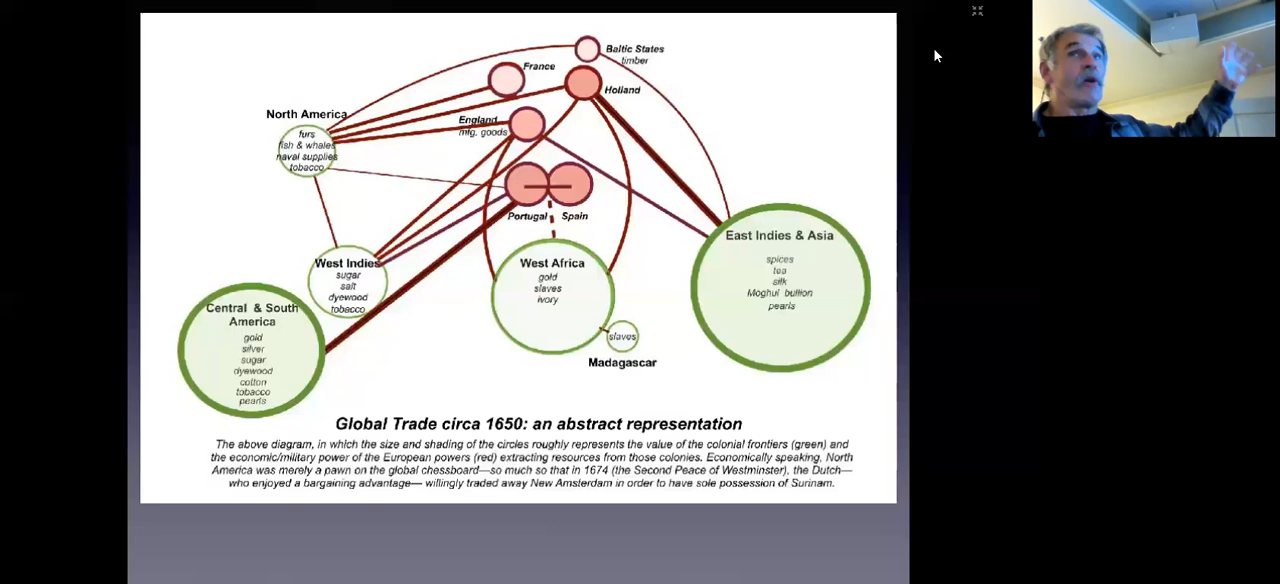 Baltic States
timber
France
Holland
North America
furs
fish & whales
naval supplies
tobacco
England
mfg. goods
Portugal
Spain
West Indies
sugar
salt
dyewood
tobacco
West Africa
gold
slaves
ivory
East Indies & Asia
spices
tea
silk
Moghul bullion
pearls
Central & South
America
gold
silver
sugar
dyewood
cotton
tobacco
pearls
slaves
Madagascar
Global Trade circa 1650: an abstract representation
The above diagram, in which the size and shading of the circles roughly represents the value of the colonial frontiers (green) and
the economic/military power of the European powers (red) extracting resources from those colonies. Economically speaking, North
America was merely a pawn on the global chessboard—so much so that in 1674 (the Second Peace of Westminster), the Dutch—
who enjoyed a bargaining advantage— willingly traded away New Amsterdam in order to have sole possession of Surinam.